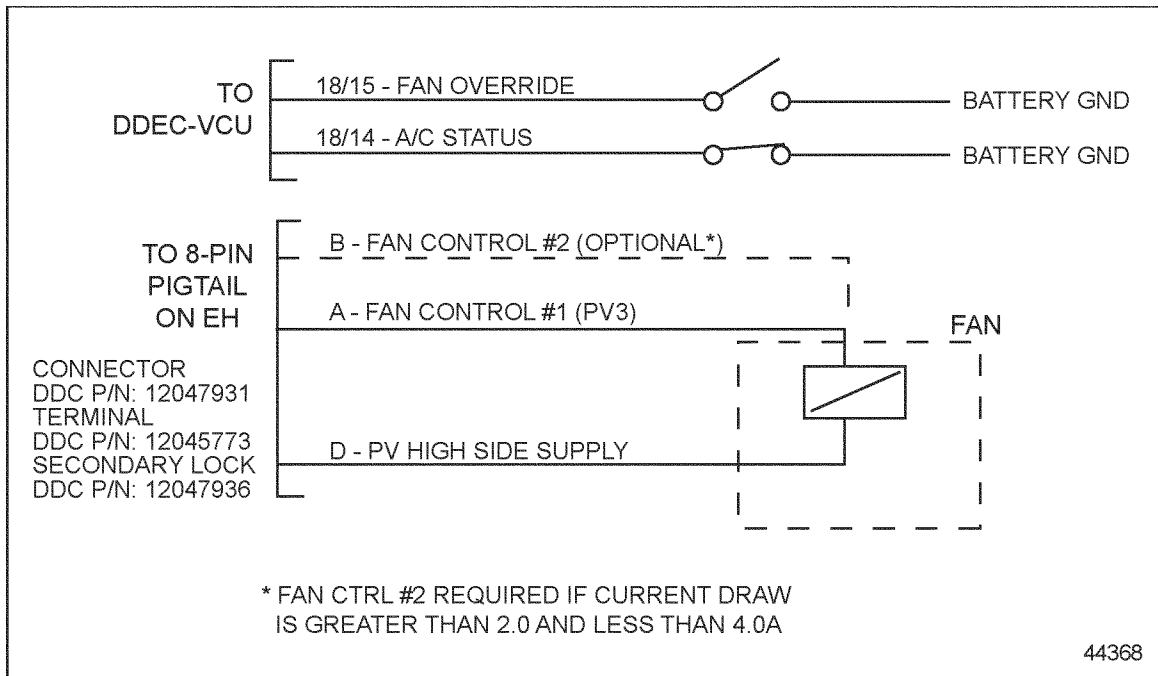 TO
DDEC-VCU
18/15 - FAN OVERRIDE
BATTERY GND
18/14 - A/C STATUS
BATTERY GND
TO 8-PIN
PIGTAIL
ON EH
B - FAN CONTROL #2 (OPTIONAL*)
A - FAN CONTROL #1 (PV3)
FAN
CONNECTOR
DDC P/N: 12047931
TERMINAL
DDC P/N: 12045773
SECONDARY LOCK
DDC P/N: 12047936
D - PV HIGH SIDE SUPPLY
* FAN CTRL #2 REQUIRED IF CURRENT DRAW
IS GREATER THAN 2.0 AND LESS THAN 4.0A
44368